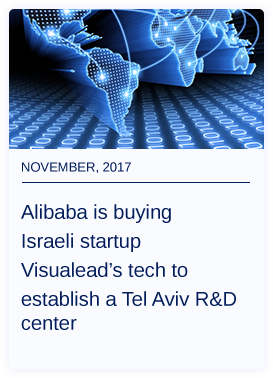 NOVEMBER, 2017
Alibaba is buying
Israeli startup
Visualead’s tech to
establish a Tel Aviv R&D
center